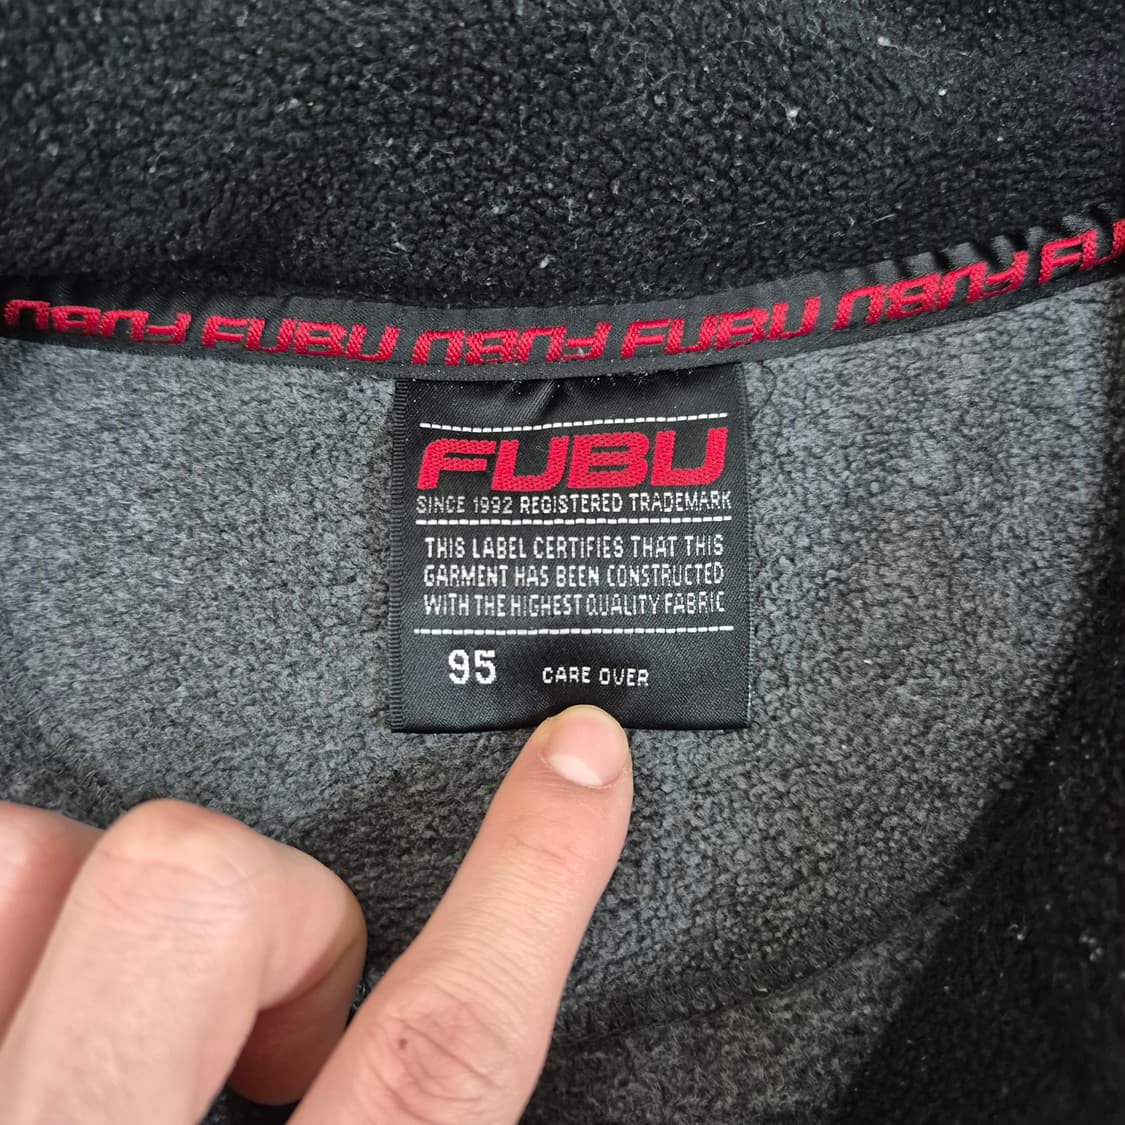 FUBU FUBU FUBU FUBU FUBU FU
FUBU
SINCE 1992 REGISTERED TRADEMARK
THIS LABEL CERTIFIES THAT THIS
GARMENT HAS BEEN CONSTRUCTED
WITH THE HIGHEST QUALITY FABRIC
95 CARE OVER